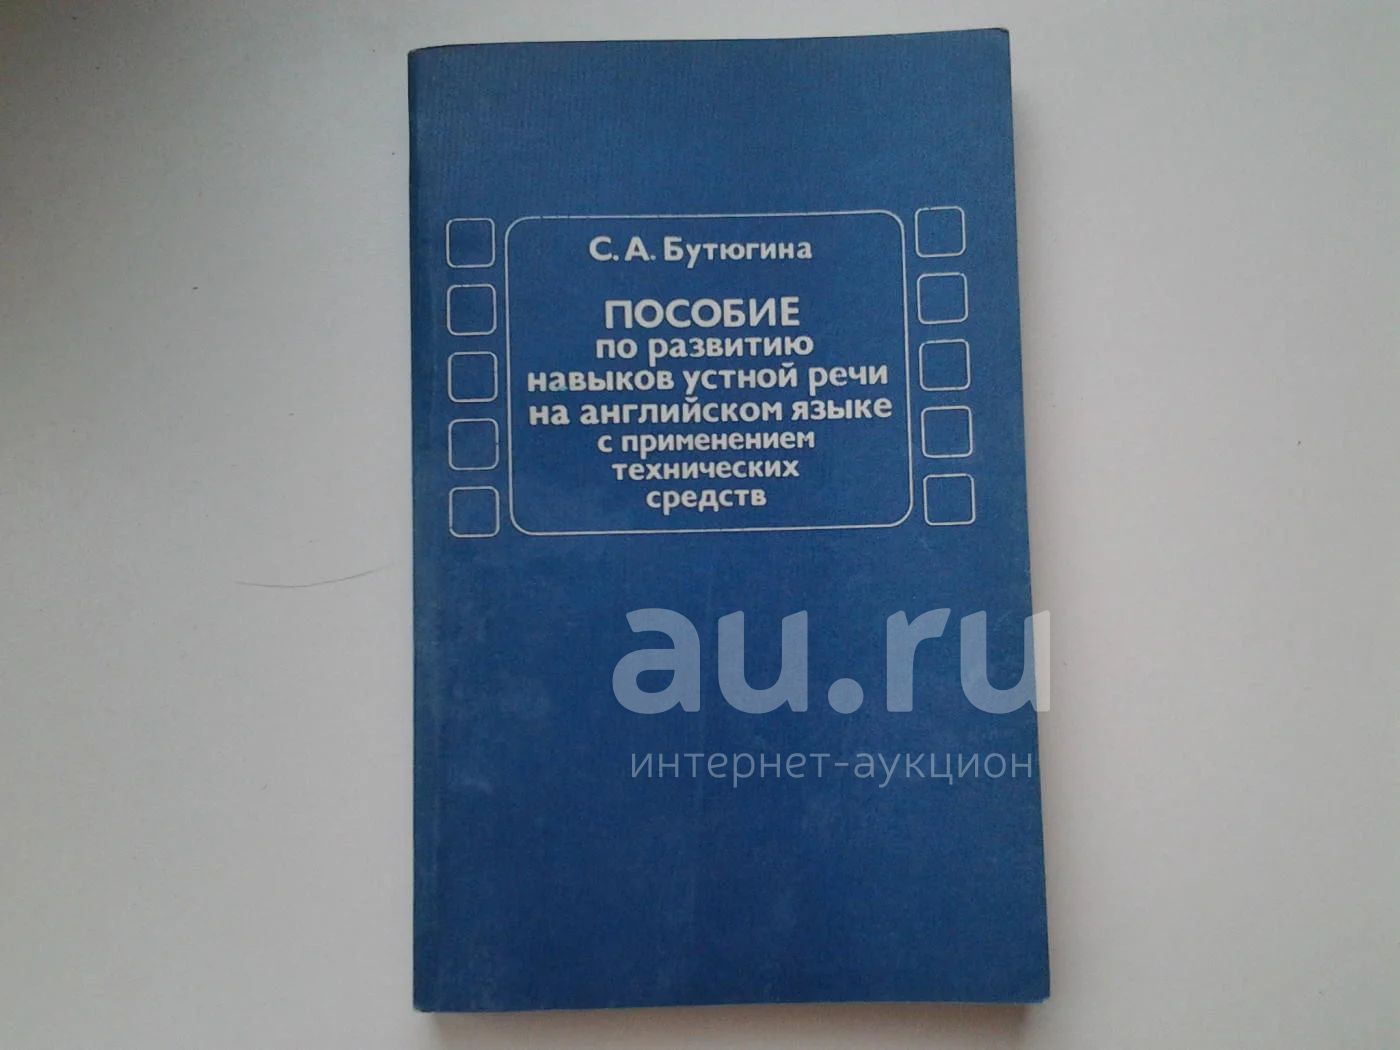 С. А. Бутюгина
ПОСОБИЕ
по развитию
навыков устной речи
на английском языке
с применением
технических
средств
au.ru
интернет-аукцион